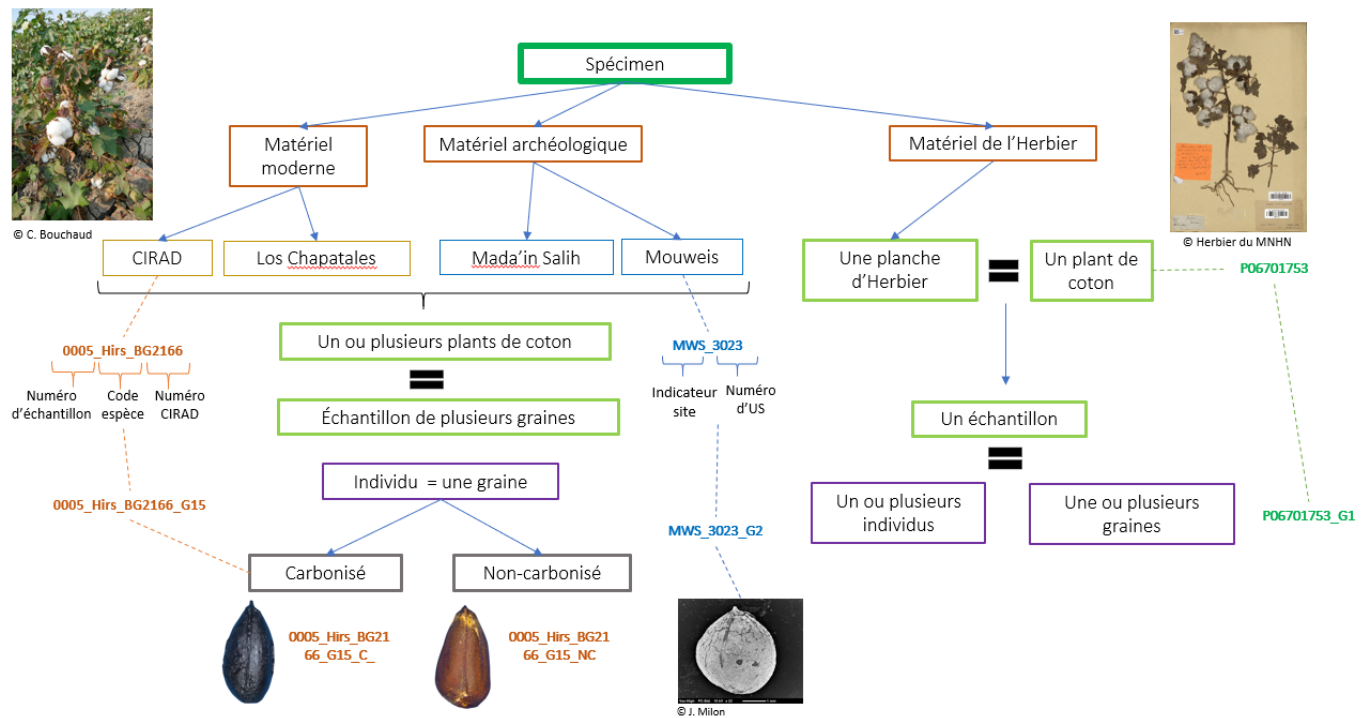 Spécimen
Matériel
moderne
Matériel archéologique
Matériel de l'Herbier
© C. Bouchaud
© Herbier du MNHN
CIRAD
Los Chapatales
Mada'in Salih
Mouweis
Une planche
d'Herbier
=
Un plant de
coton
P06701753
0005_Hirs_BG2166
Numéro
d'échantillon
Code
espèce
Numéro
CIRAD
Un ou plusieurs plants de coton
=
Échantillon de plusieurs graines
MWS_3023
Indicateur
site
Numéro
d'US
Un échantillon
=
Un ou plusieurs
individus
Une ou plusieurs
graines
P06701753_G1
Individu = une graine
0005_Hirs_BG2166_G15
MWS_3023_G2
Carbonisé
Non-carbonisé
0005_Hirs_BG21
66_G15_C_
0005_Hirs_BG21
66_G15_NC
© J. Milon